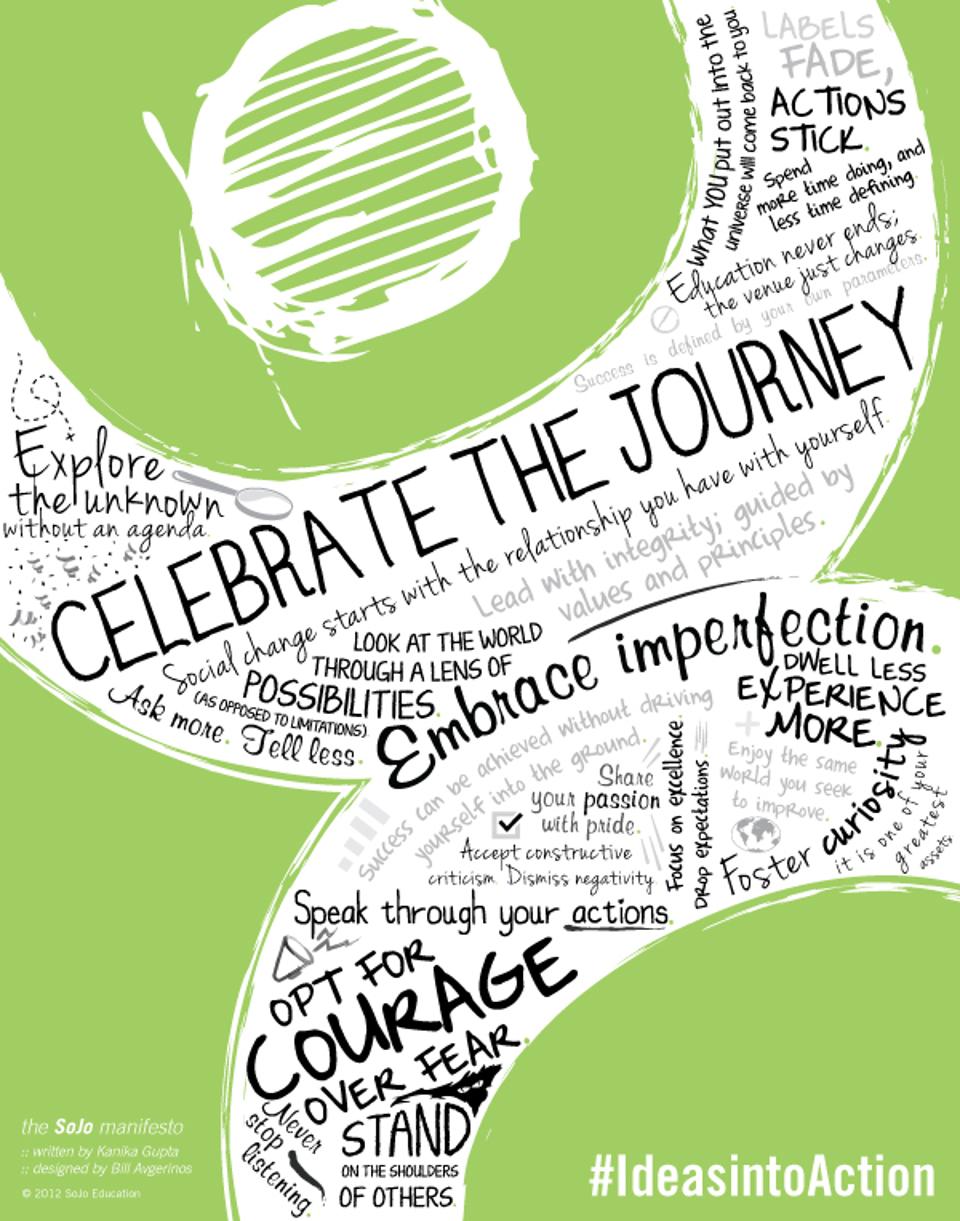 What YOU put out into the
universe will come back to you.
LABELS
FADE,
ACTIONS
STICK.
Spend
more time doing, and
less time defining.
Education never ends;
the venue just changes.
Success is defined by your own parameters.
CELEBRATE THE JOURNEY
Explore
the unknown
without an agenda.
Social change starts with the relationship you have with yourself.
Lead with integrity; guided by
values and principles.
LOOK AT THE WORLD
THROUGH A LENS OF
POSSIBILITIES.
(AS OPPOSED TO LIMITATIONS)
Ask more. Tell less.
Embrace imperfection.
DWELL LESS
EXPERIENCE
MORE.
Success can be achieved without driving
yourself into the ground.
Share
your passion
with pride.
Accept constructive
criticism. Dismiss negativity
Focus on excellence.
Drop expectations.
Enjoy the same
world you seek
to improve.
Foster curiosity
it is one of your
greatest
assets.
Speak through your actions.
OPT FOR
COURAGE
OVER FEAR.
Never
stop
listening.
STAND
ON THE SHOULDERS
OF OTHERS.
the SoJo manifesto
:: written by Kanika Gupta
:: designed by Bill Avgerinos
© 2012 SoJo Education
#IdeasintoAction